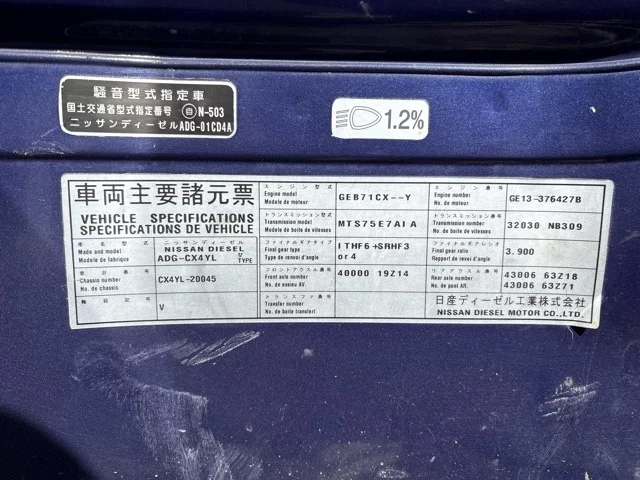 騒音型式指定車
国土交通省型式指定番号 自 N-503
ニッサンディーゼル ADG-01CD4A
1.2%
車両主要諸元票
VEHICLE SPECIFICATIONS
SPECIFICATIONS DE VEHICLE
車名型式
Made and model
Modele de fabrique
ニッサンディーゼル
NISSAN DIESEL
ADG-CX4YL
TYPE
車台番号
Chassis number
No. de chassis
CX4YL-20045
V
エンジン型式
Engine model
Modele de moteur
GEB71CX--Y
エンジン番号
Engine number
No. de moteur
GE13-376427B
トランスミッション型式
Transmission model
Modele de boite de vitesses
MTS75E7A1A
トランスミッション番号
Transmission number
No. de boite de vitesses
32030 NB309
ファイナルギアタイプ
Final gear type
Type de renvoi d'angle
1THF6+SRHF3
or4
ファイナルギアレシオ
Final gear ratio
Rapport de renvoi d'angle
3.900
フロントアクスル番号
Front axle number
No. de essieu AV.
40000 19Z14
リアアクスル番号
Rear axle number
No. de pont AR.
43006 63Z18
43006 63Z71
トランスファ番号
Transfer number
No. de boite transfert
日産ディーゼル工業株式会社
NISSAN DIESEL MOTOR CO.,LTD.